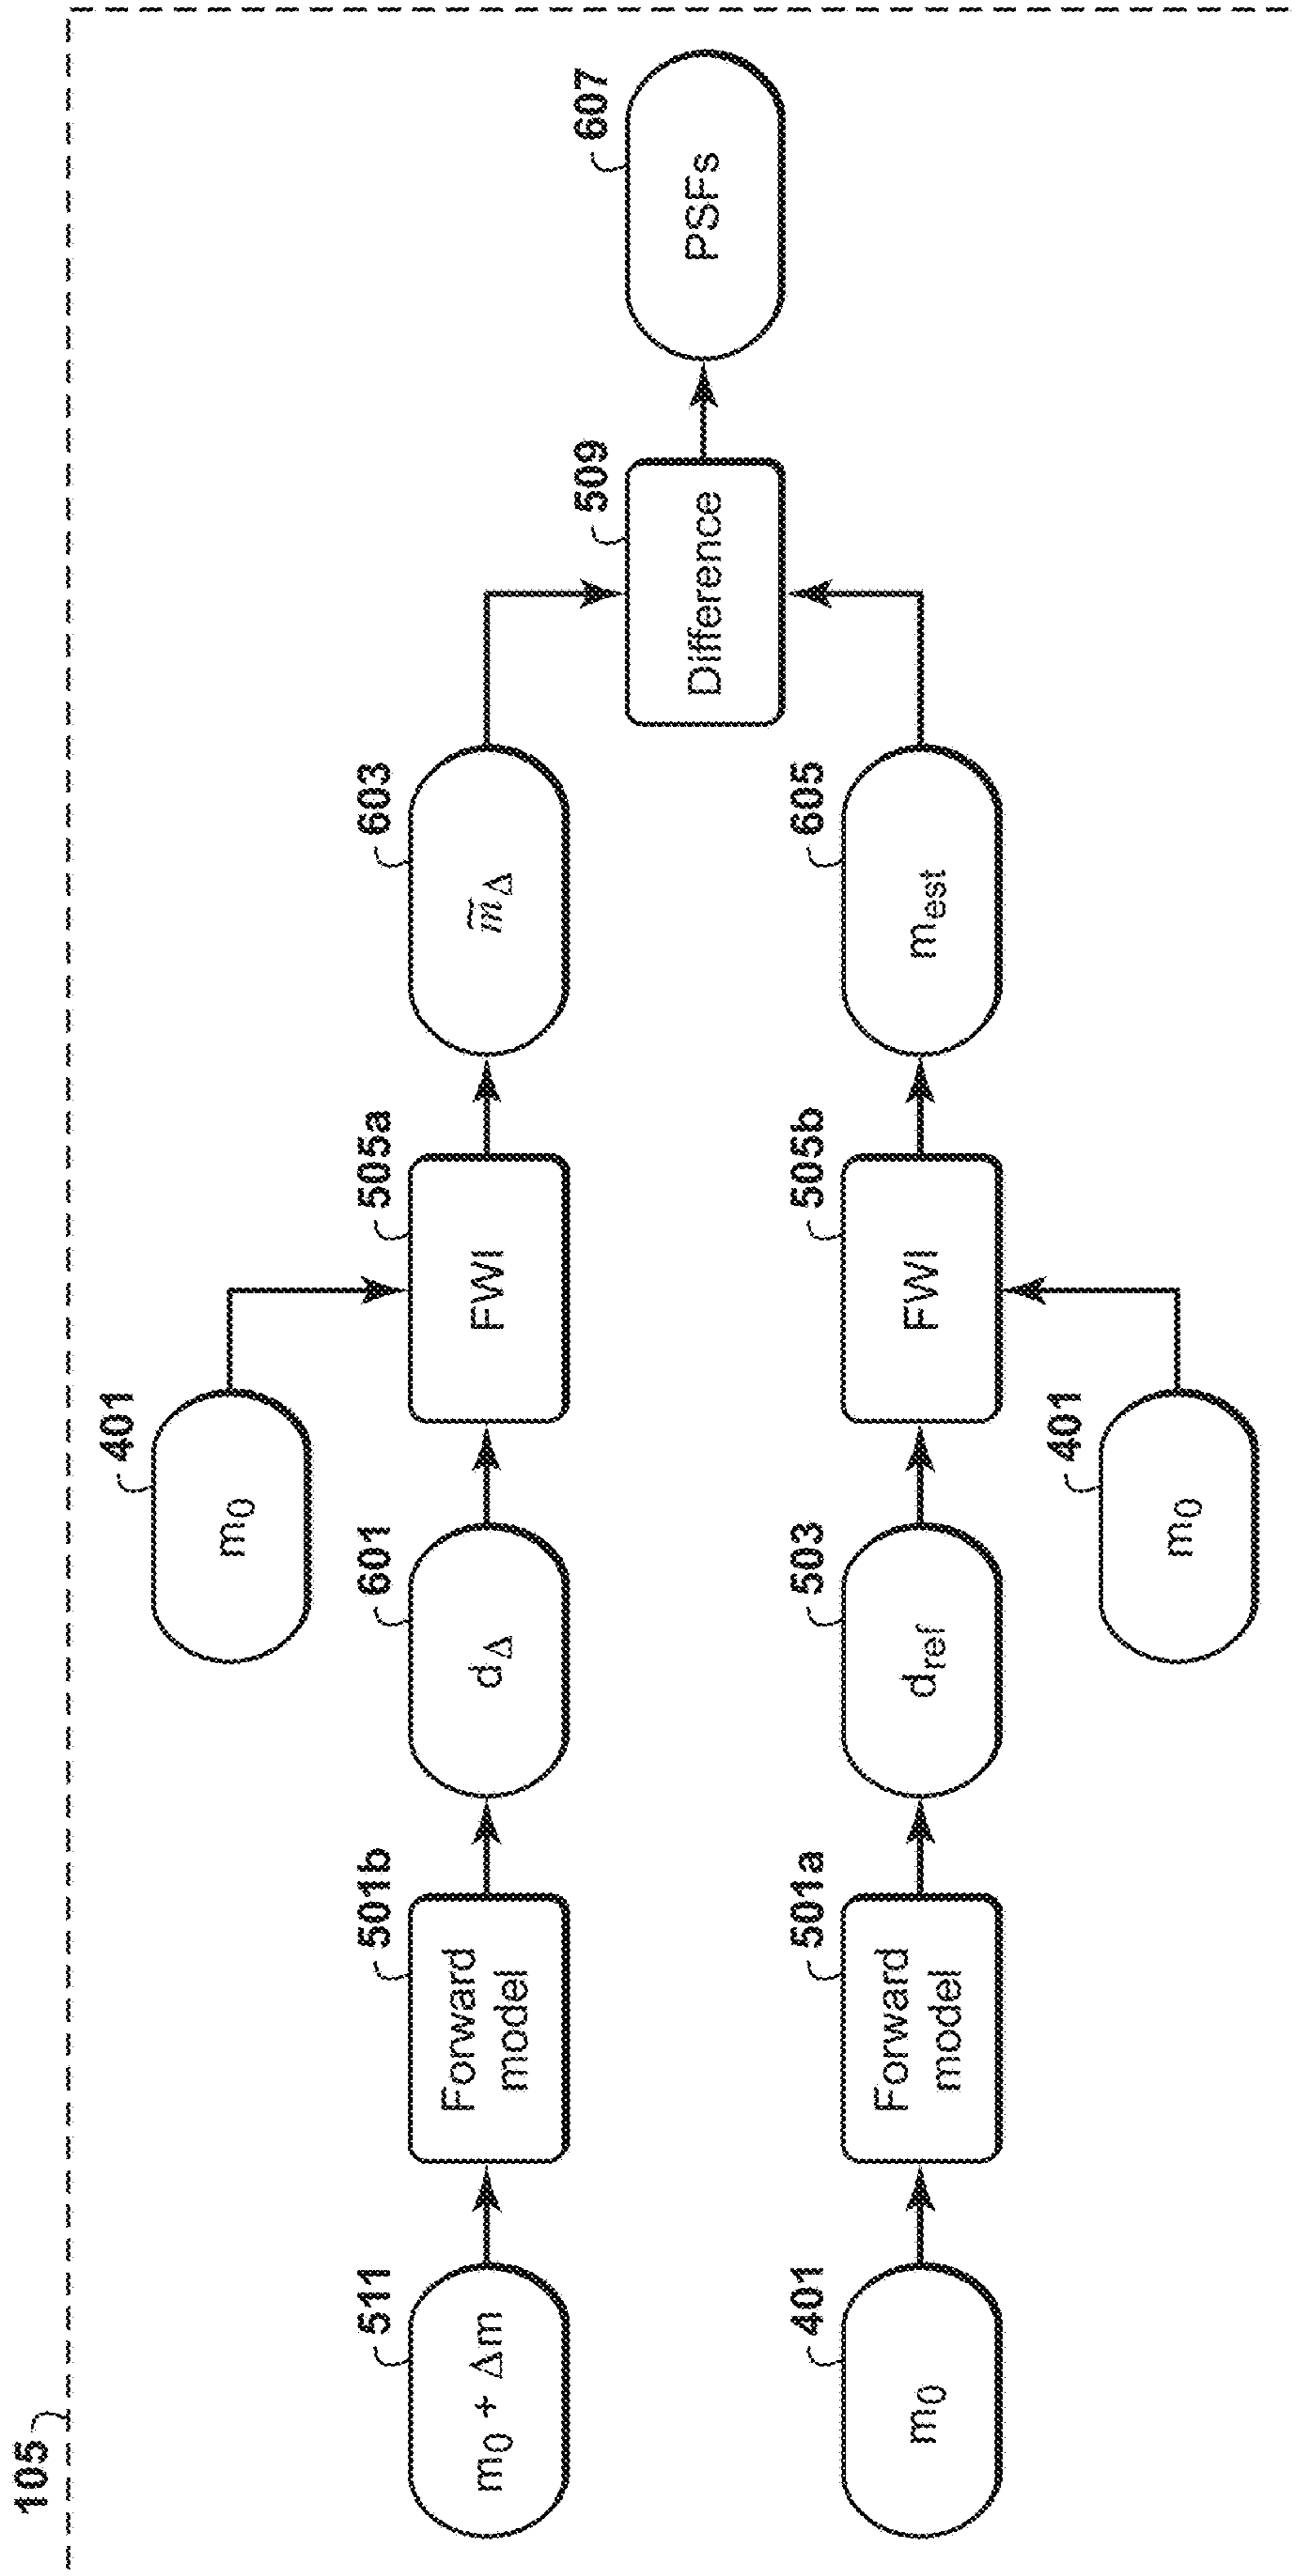 105
401
m0
511
m0 + Δm
501b
Forward
model
601
dΔ
505a
FWI
603
m̃Δ
509
Difference
607
PSFs
401
m0
501a
Forward
model
503
dref
505b
FWI
605
mest
401
m0